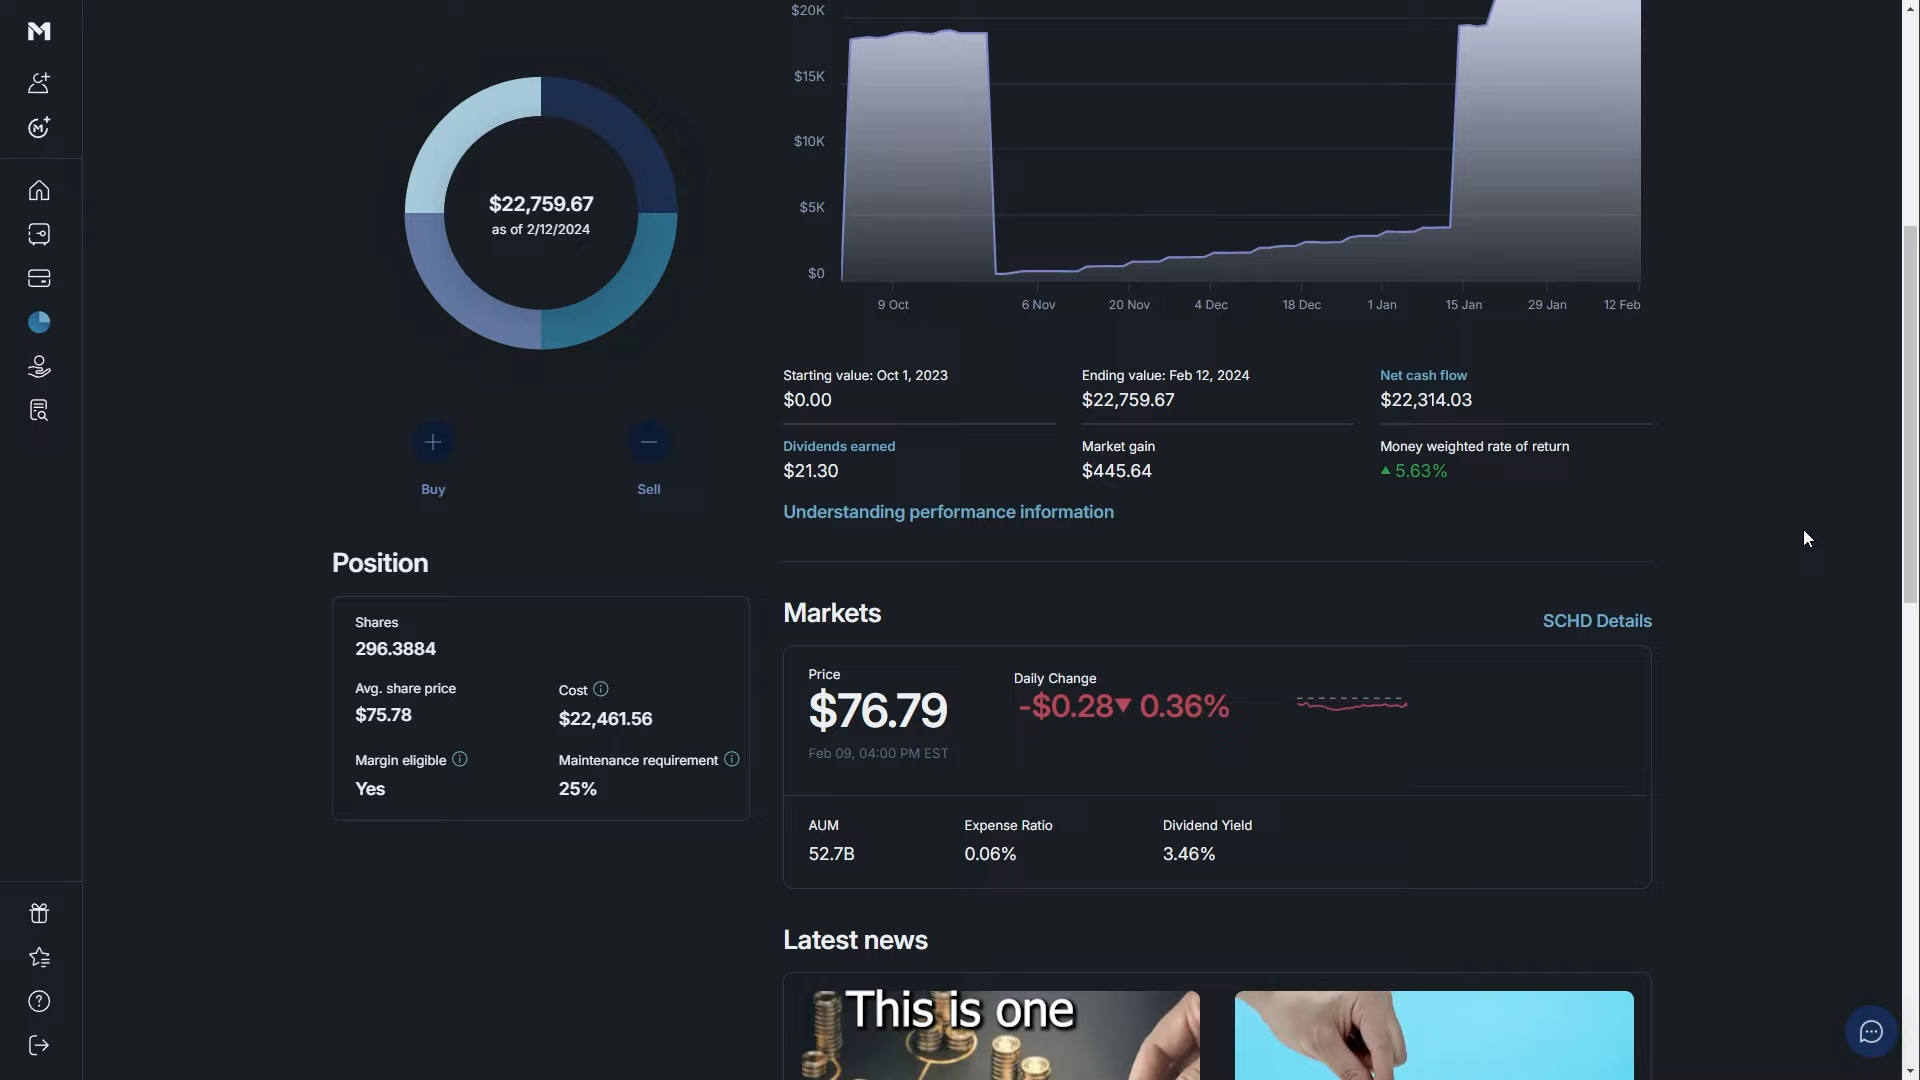 $20K
$15K
$10K
$5K
$0
9 Oct 6 Nov 20 Nov 4 Dec 18 Dec 1 Jan 15 Jan 29 Jan 12 Feb
$22,759.67
as of 2/12/2024
Buy Sell
Starting value: Oct 1, 2023
$0.00
Ending value: Feb 12, 2024
$22,759.67
Net cash flow
$22,314.03
Dividends earned
$21.30
Market gain
$445.64
Money weighted rate of return
5.63%
Understanding performance information
Position
Shares
296.3884
Avg. share price
$75.78
Cost
$22,461.56
Margin eligible
Yes
Maintenance requirement
25%
Markets
SCHD Details
Price
$76.79
Feb 09, 04:00 PM EST
Daily Change
-$0.28▼ 0.36%
AUM
52.7B
Expense Ratio
0.06%
Dividend Yield
3.46%
Latest news
This is one